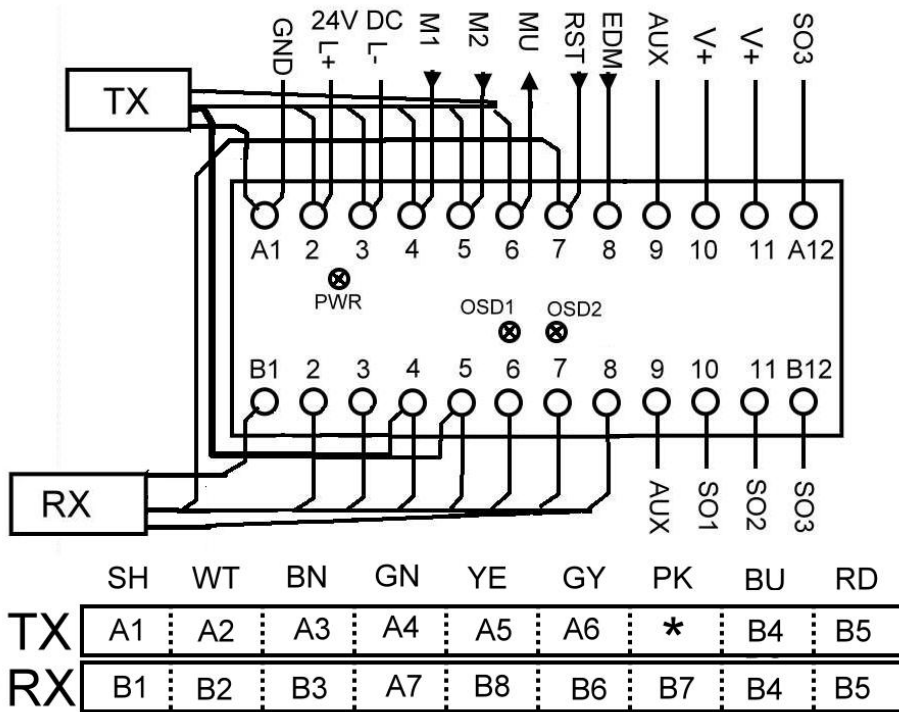 24V DC
GND L+ L- M1 M2 MU RST EDM AUX V+ V+ SO3
TX
A1 2 3 4 5 6 7 8 9 10 11 A12
PWR
OSD1 OSD2
B1 2 3 4 5 6 7 8 9 10 11 B12
RX
AUX SO1 SO2 SO3
SH WT BN GN YE GY PK BU RD
TX A1 A2 A3 A4 A5 A6 * B4 B5
RX B1 B2 B3 A7 B8 B6 B7 B4 B5